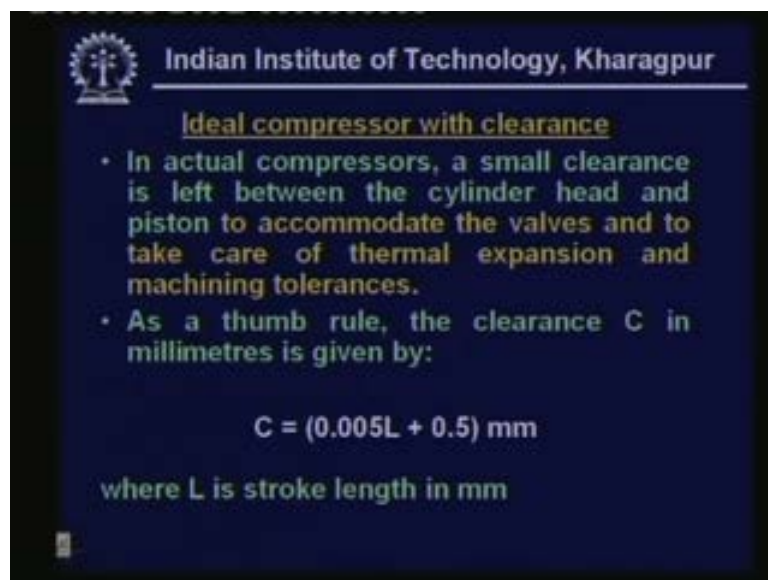 Indian Institute of Technology, Kharagpur
Ideal compressor with clearance
• In actual compressors, a small clearance
is left between the cylinder head and
piston to accommodate the valves and to
take care of thermal expansion and
machining tolerances.
• As a thumb rule, the clearance C in
millimetres is given by:
C = (0.005L + 0.5) mm
where L is stroke length in mm